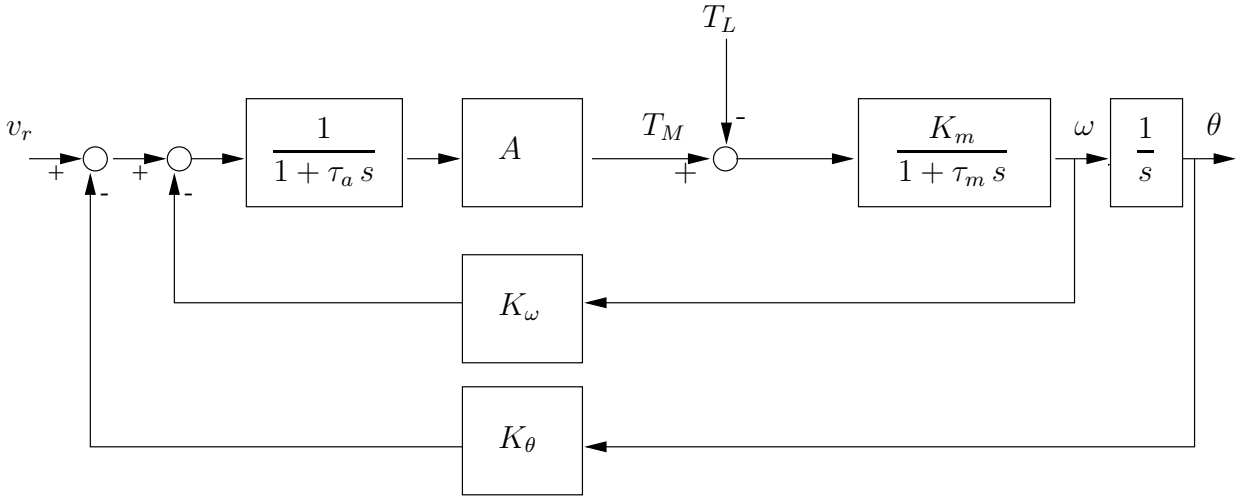 T_L
v_r
+
-
+
-
1
1 + τ_a s
A
T_M
+
-
K_m
1 + τ_m s
ω
1
s
θ
K_ω
K_θ